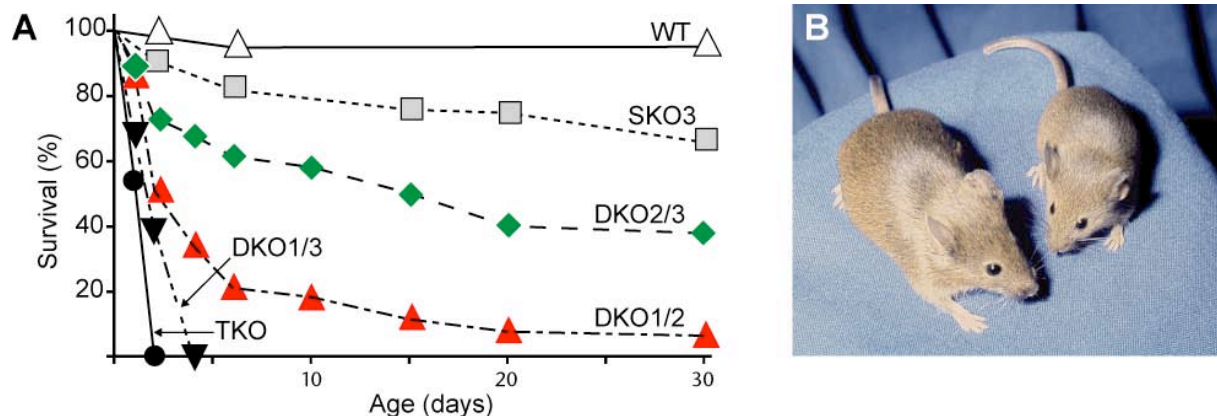 A
B
100
80
60
40
20
Survival (%)
WT
SKO3
DKO2/3
DKO1/3
TKO
DKO1/2
10
20
30
Age (days)